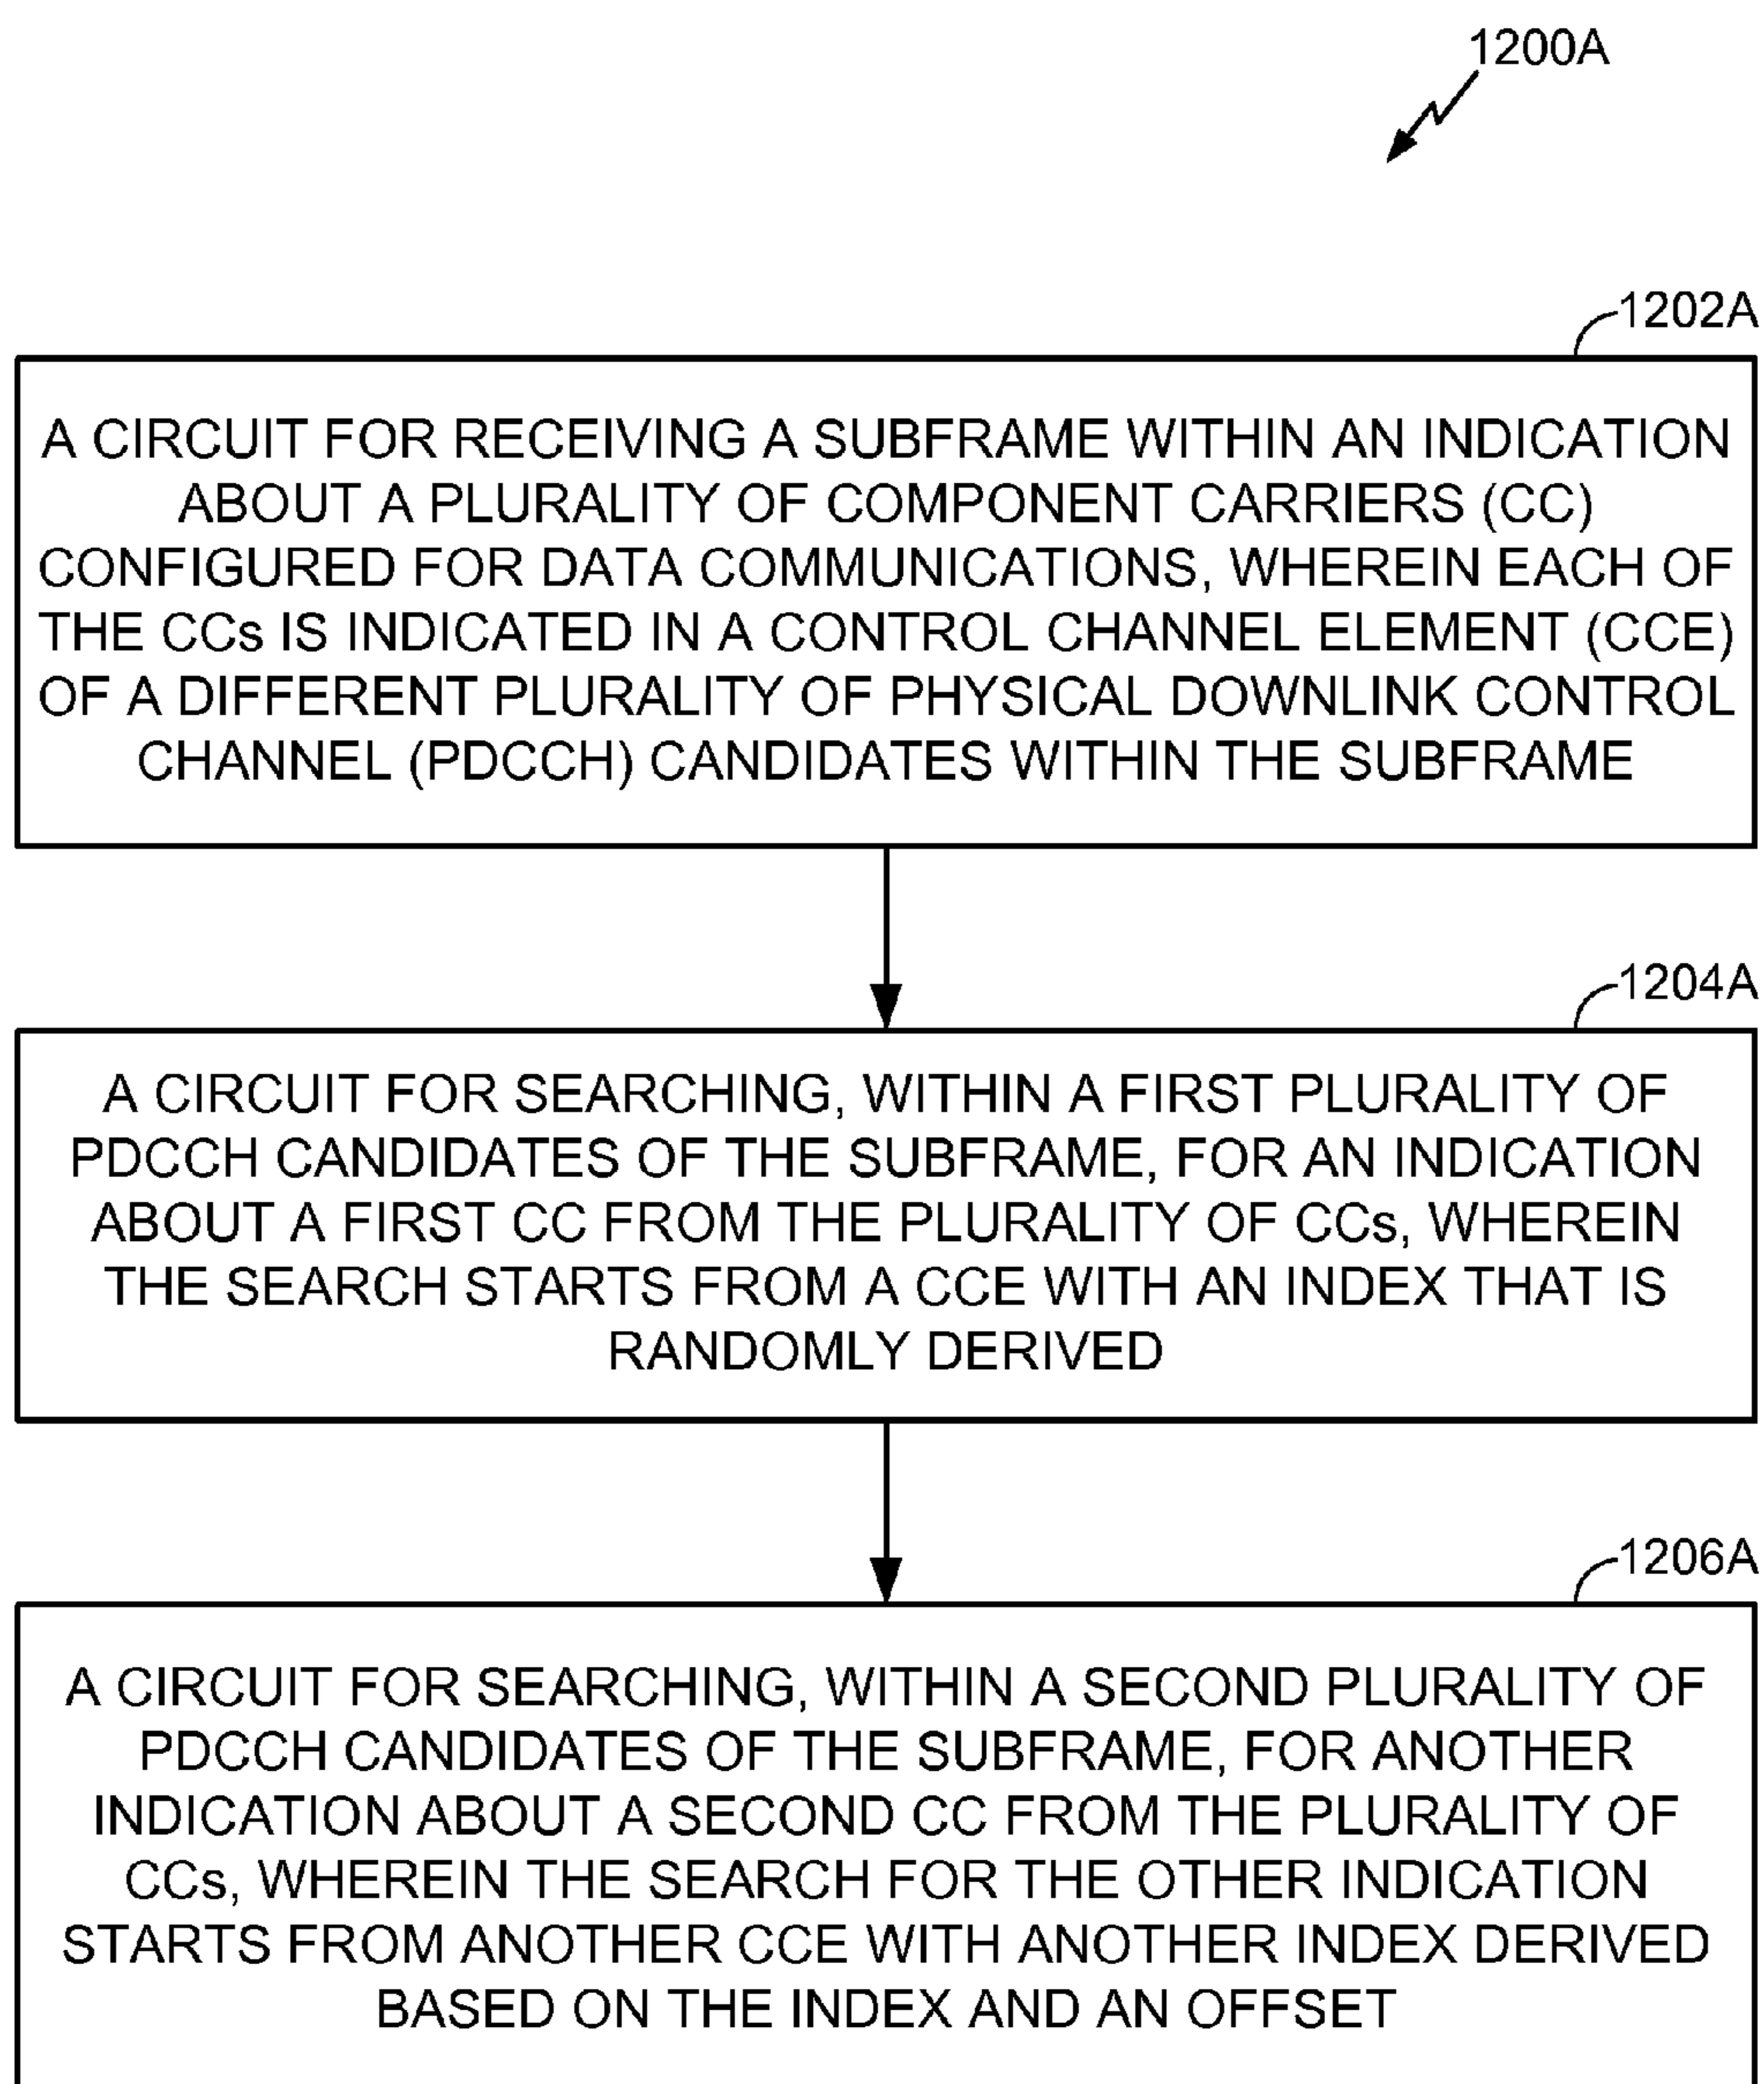 1200A
1202A
A CIRCUIT FOR RECEIVING A SUBFRAME WITHIN AN INDICATION
ABOUT A PLURALITY OF COMPONENT CARRIERS (CC)
CONFIGURED FOR DATA COMMUNICATIONS, WHEREIN EACH OF
THE CCs IS INDICATED IN A CONTROL CHANNEL ELEMENT (CCE)
OF A DIFFERENT PLURALITY OF PHYSICAL DOWNLINK CONTROL
CHANNEL (PDCCH) CANDIDATES WITHIN THE SUBFRAME
1204A
A CIRCUIT FOR SEARCHING, WITHIN A FIRST PLURALITY OF
PDCCH CANDIDATES OF THE SUBFRAME, FOR AN INDICATION
ABOUT A FIRST CC FROM THE PLURALITY OF CCs, WHEREIN
THE SEARCH STARTS FROM A CCE WITH AN INDEX THAT IS
RANDOMLY DERIVED
1206A
A CIRCUIT FOR SEARCHING, WITHIN A SECOND PLURALITY OF
PDCCH CANDIDATES OF THE SUBFRAME, FOR ANOTHER
INDICATION ABOUT A SECOND CC FROM THE PLURALITY OF
CCs, WHEREIN THE SEARCH FOR THE OTHER INDICATION
STARTS FROM ANOTHER CCE WITH ANOTHER INDEX DERIVED
BASED ON THE INDEX AND AN OFFSET